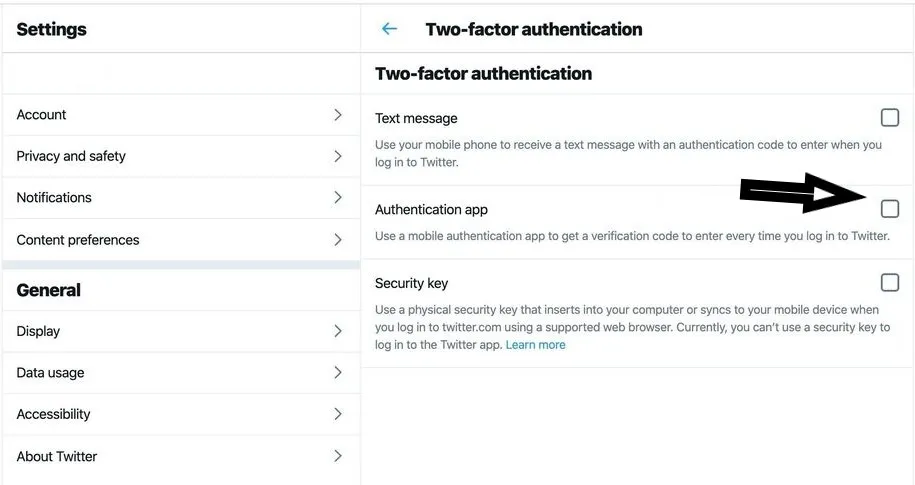 Settings
Account
Privacy and safety
Notifications
Content preferences
General
Display
Data usage
Accessibility
About Twitter
Two-factor authentication
Two-factor authentication
Text message
Use your mobile phone to receive a text message with an authentication code to enter when you
log in to Twitter.
Authentication app
Use a mobile authentication app to get a verification code to enter every time you log in to Twitter.
Security key
Use a physical security key that inserts into your computer or syncs to your mobile device when
you log in to twitter.com using a supported web browser. Currently, you can't use a security key to
log in to the Twitter app. Learn more